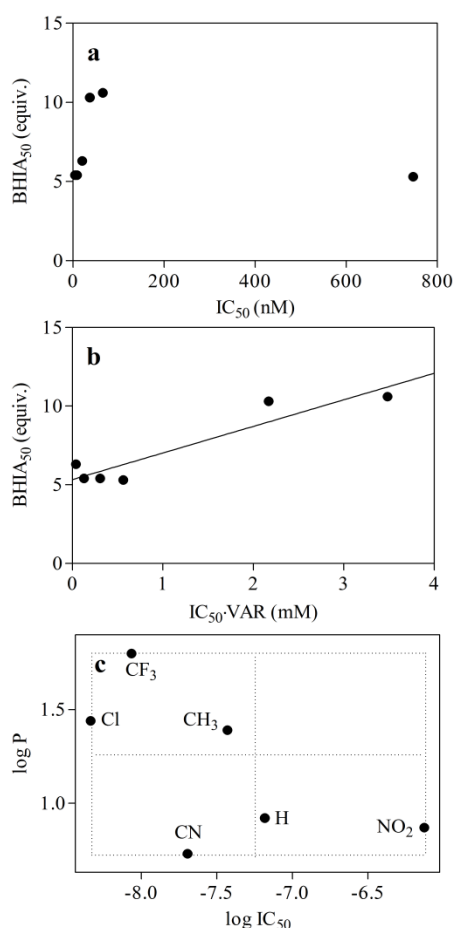 a
15
10
5
0
BHIA₅₀ (equiv.)
0 200 400 600 800
IC₅₀ (nM)
b
15
10
5
0
BHIA₅₀ (equiv.)
0 1 2 3 4
IC₅₀·VAR (mM)
c
CF₃
1.5
Cl
CH₃
log P
1.0
H
NO₂
CN
-8.0 -7.5 -7.0 -6.5
log IC₅₀